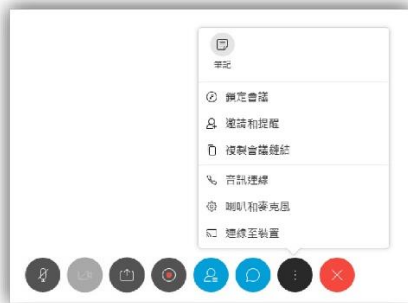 筆記
鎖定會議
邀請和提醒
複製會議鏈結
音訊連線
喇叭和麥克風
連線至裝置